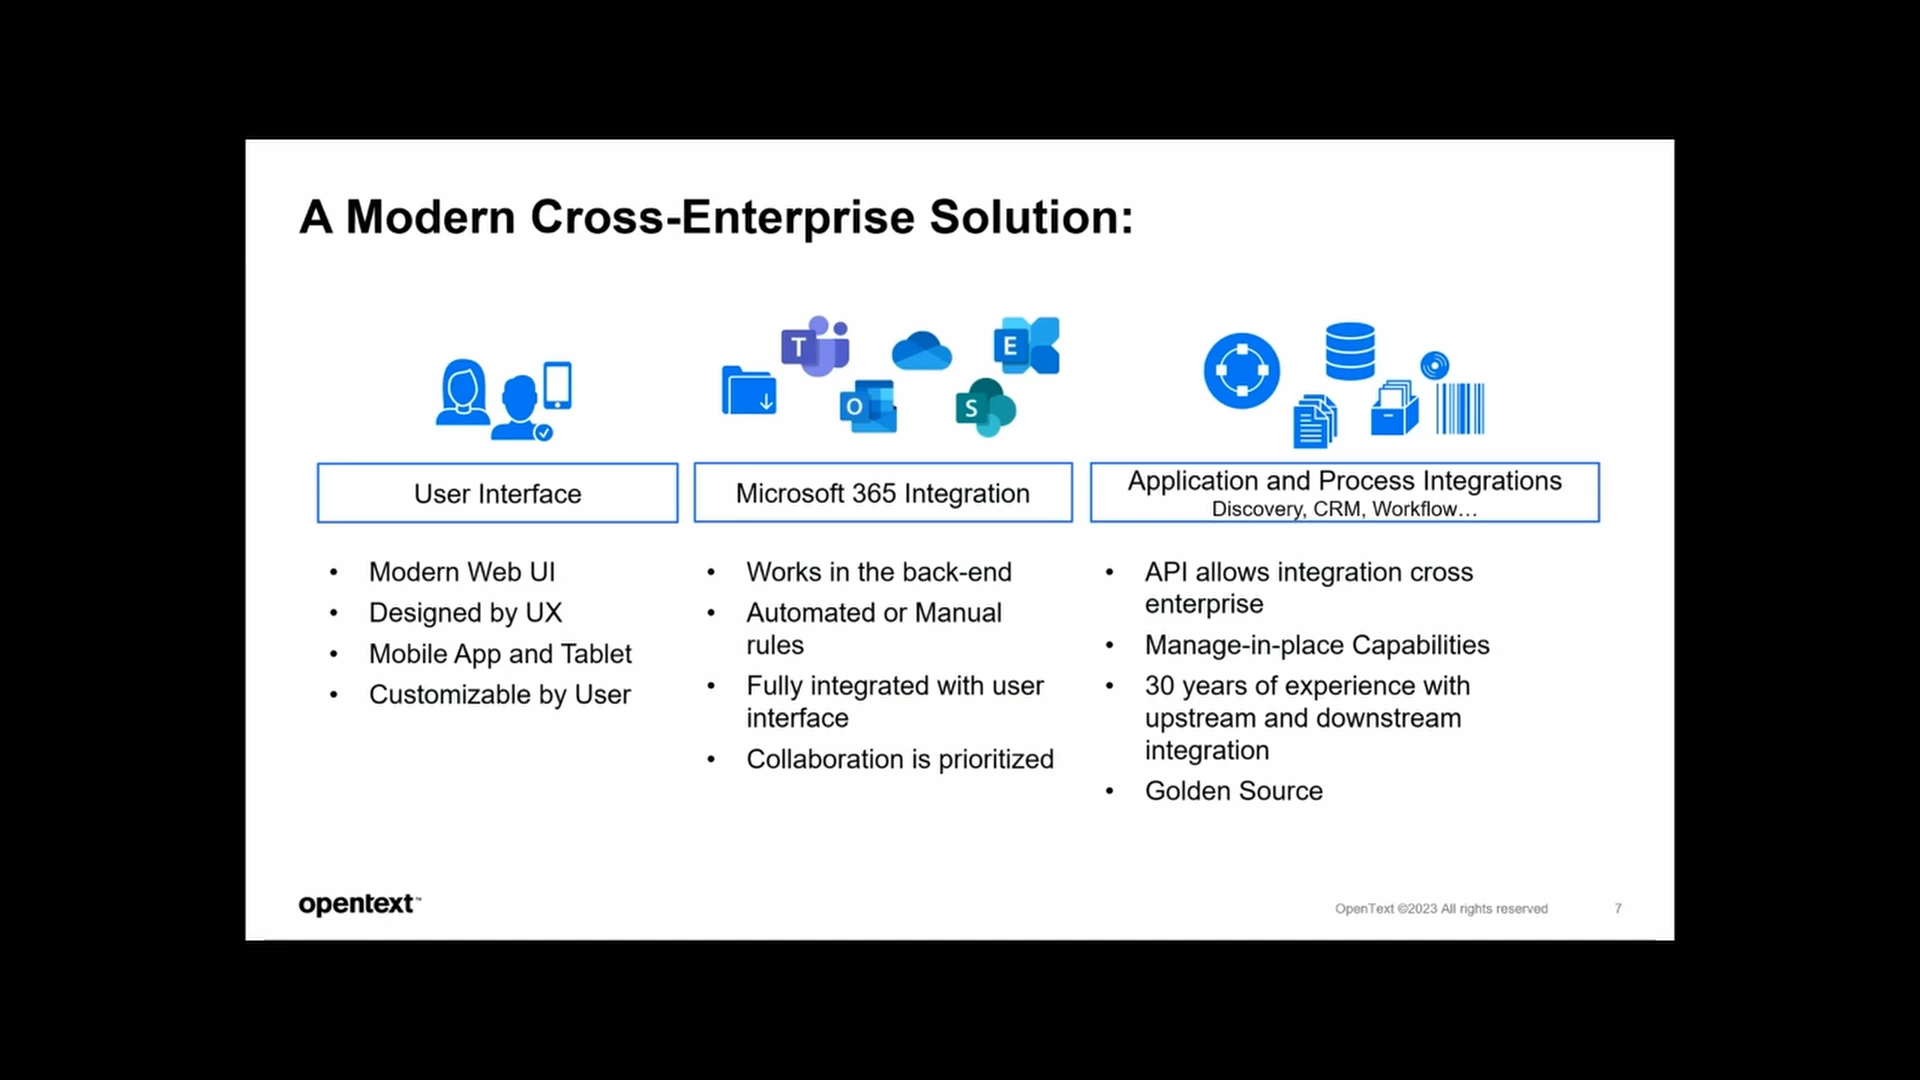 A Modern Cross-Enterprise Solution:
T
E
O
S
User Interface
Microsoft 365 Integration
Application and Process Integrations
Discovery, CRM, Workflow…
• Modern Web UI
• Designed by UX
• Mobile App and Tablet
• Customizable by User
• Works in the back-end
• Automated or Manual
rules
• Fully integrated with user
interface
• Collaboration is prioritized
• API allows integration cross
enterprise
• Manage-in-place Capabilities
• 30 years of experience with
upstream and downstream
integration
• Golden Source
opentext™
OpenText ©2023 All rights reserved
7